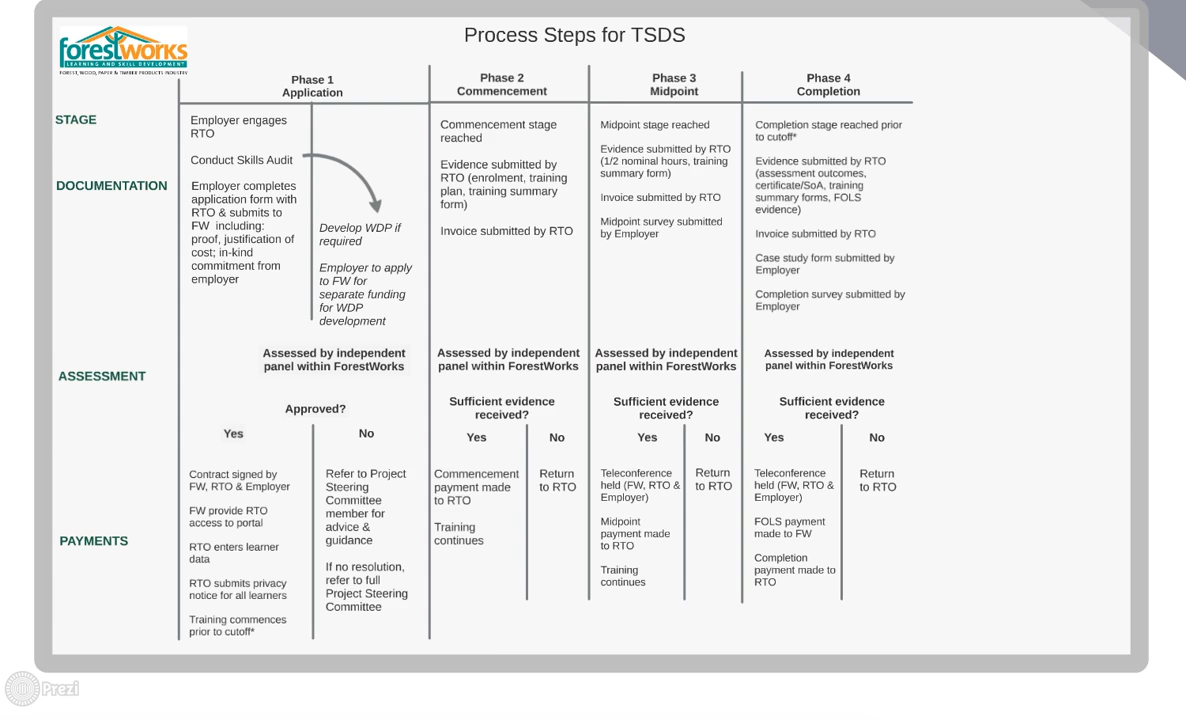 Process Steps for TSDS
forestworks
LEARNING AND SKILL DEVELOPMENT
FOREST, WOOD, PAPER & TIMBER PRODUCTS INDUSTRY
Phase 1
Application
Phase 2
Commencement
Phase 3
Midpoint
Phase 4
Completion
STAGE
DOCUMENTATION
Employer engages
RTO
Conduct Skills Audit
Employer completes
application form with
RTO & submits to
FW including:
proof, justification of
cost; in-kind
commitment from
employer
Develop WDP if
required
Employer to apply
to FW for
separate funding
for WDP
development
Commencement stage
reached
Evidence submitted by
RTO (enrolment, training
plan, training summary
form)
Invoice submitted by RTO
Midpoint stage reached
Evidence submitted by RTO
(1/2 nominal hours, training
summary form)
Invoice submitted by RTO
Midpoint survey submitted
by Employer
Completion stage reached prior
to cutoff*
Evidence submitted by RTO
(assessment outcomes,
certificate/SoA, training
summary forms, FOLS
evidence)
Invoice submitted by RTO
Case study form submitted by
Employer
Completion survey submitted by
Employer
ASSESSMENT
Assessed by independent
panel within ForestWorks
Assessed by independent
panel within ForestWorks
Assessed by independent
panel within ForestWorks
Assessed by independent
panel within ForestWorks
Approved?
Yes
No
Sufficient evidence
received?
Yes
No
Sufficient evidence
received?
Yes
No
Sufficient evidence
received?
Yes
No
PAYMENTS
Contract signed by
FW, RTO & Employer
FW provide RTO
access to portal
RTO enters learner
data
RTO submits privacy
notice for all learners
Training commences
prior to cutoff*
Refer to Project
Steering
Committee
member for
advice &
guidance
If no resolution,
refer to full
Project Steering
Committee
Commencement
payment made
to RTO
Training
continues
Return
to RTO
Teleconference
held (FW, RTO &
Employer)
Midpoint
payment made
to RTO
Training
continues
Return
to RTO
Teleconference
held (FW, RTO &
Employer)
FOLS payment
made to FW
Completion
payment made to
RTO
Return
to RTO
Prezi